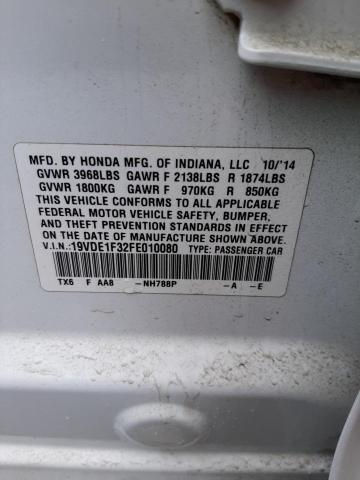 MFD. BY HONDA MFG. OF INDIANA, LLC 10/'14
GVWR 3968LBS GAWR F 2138LBS R 1874LBS
GVWR 1800KG GAWR F 970KG R 850KG
THIS VEHICLE CONFORMS TO ALL APPLICABLE
FEDERAL MOTOR VEHICLE SAFETY, BUMPER,
AND THEFT PREVENTION STANDARDS IN EFFECT
ON THE DATE OF MANUFACTURE SHOWN ABOVE.
V.I.N.: 19VDE1F32FE010080 TYPE: PASSENGER CAR
TX6 F AA8 -NH788P -A -E